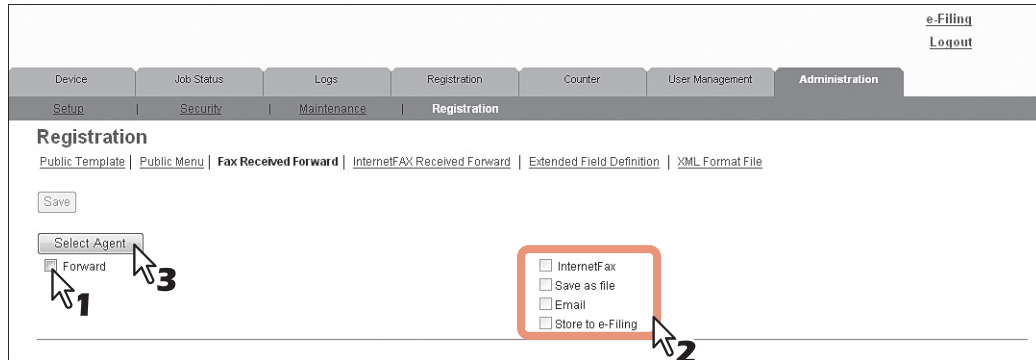 e-Filing
Logout
Device Job Status Logs Registration Counter User Management Administration
Setup | Security | Maintenance | Registration
Registration
Public Template | Public Menu | Fax Received Forward | InternetFAX Received Forward | Extended Field Definition | XML Format File
Save
Select Agent
3
Forward
1
InternetFax
Save as file
Email
Store to e-Filing
2